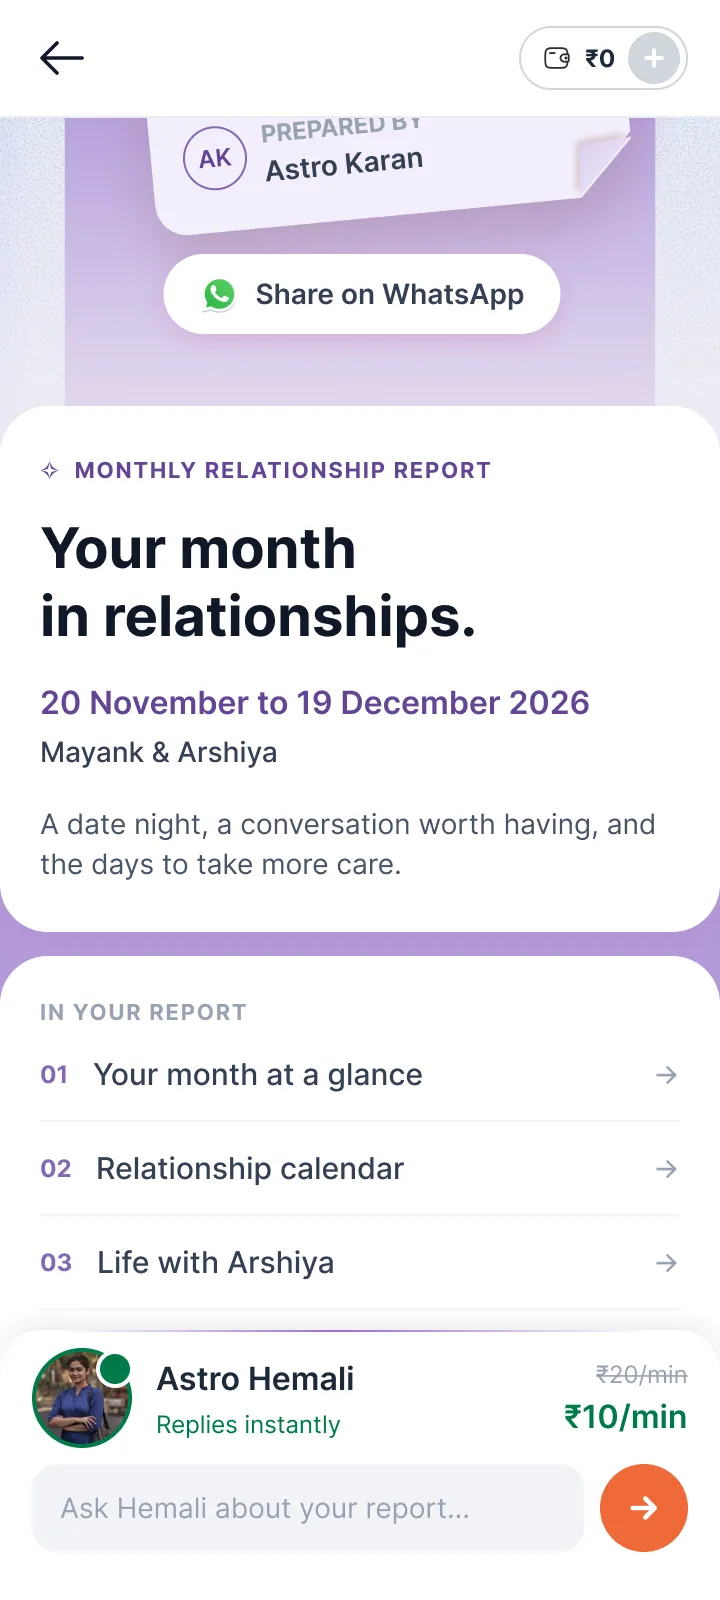 ₹0
PREPARED BY
AK
Astro Karan
Share on WhatsApp
MONTHLY RELATIONSHIP REPORT
Your month
in relationships.
20 November to 19 December 2026
Mayank & Arshiya
A date night, a conversation worth having, and
the days to take more care.
IN YOUR REPORT
01 Your month at a glance
02 Relationship calendar
03 Life with Arshiya
Astro Hemali
₹20/min
Replies instantly
₹10/min
Ask Hemali about your report...